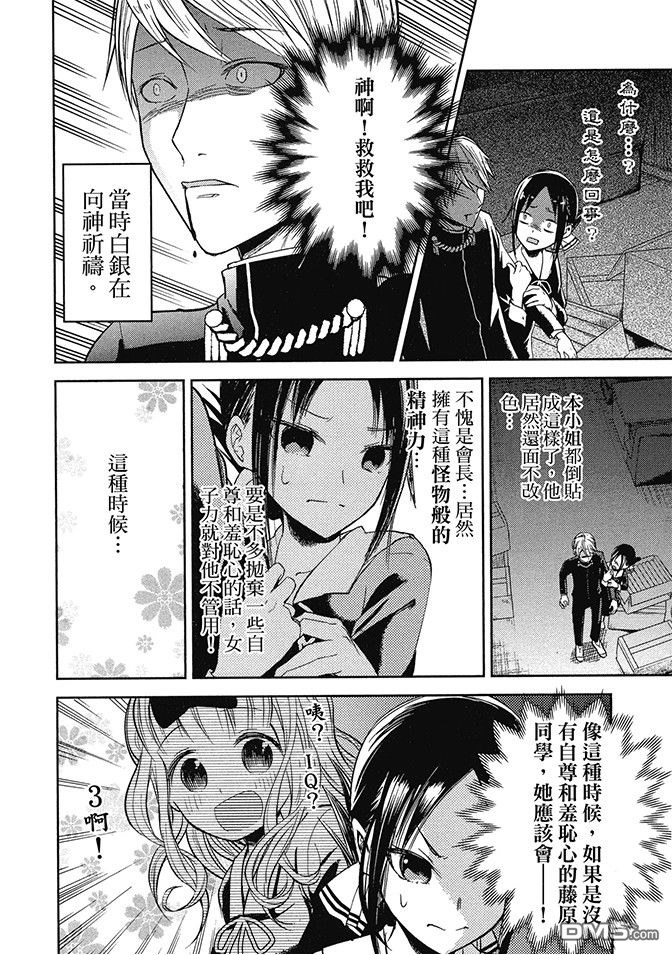 為什麼…?
這是怎麼回事?
神啊!救救我吧!
當時白銀在
向神祈禱。
本小姐都倒貼
成這樣了,他
居然還面不改
色…
不愧是會長…居然
擁有這種怪物般的
精神力…
要是不多拋棄一些自
尊和羞恥心的話,女
子力就對他不管用!
這種時候…
像這種時候,如果是沒
有自尊和羞恥心的藤原
同學,她應該會——!
咦?
IQ?
3啊!
DM5.com